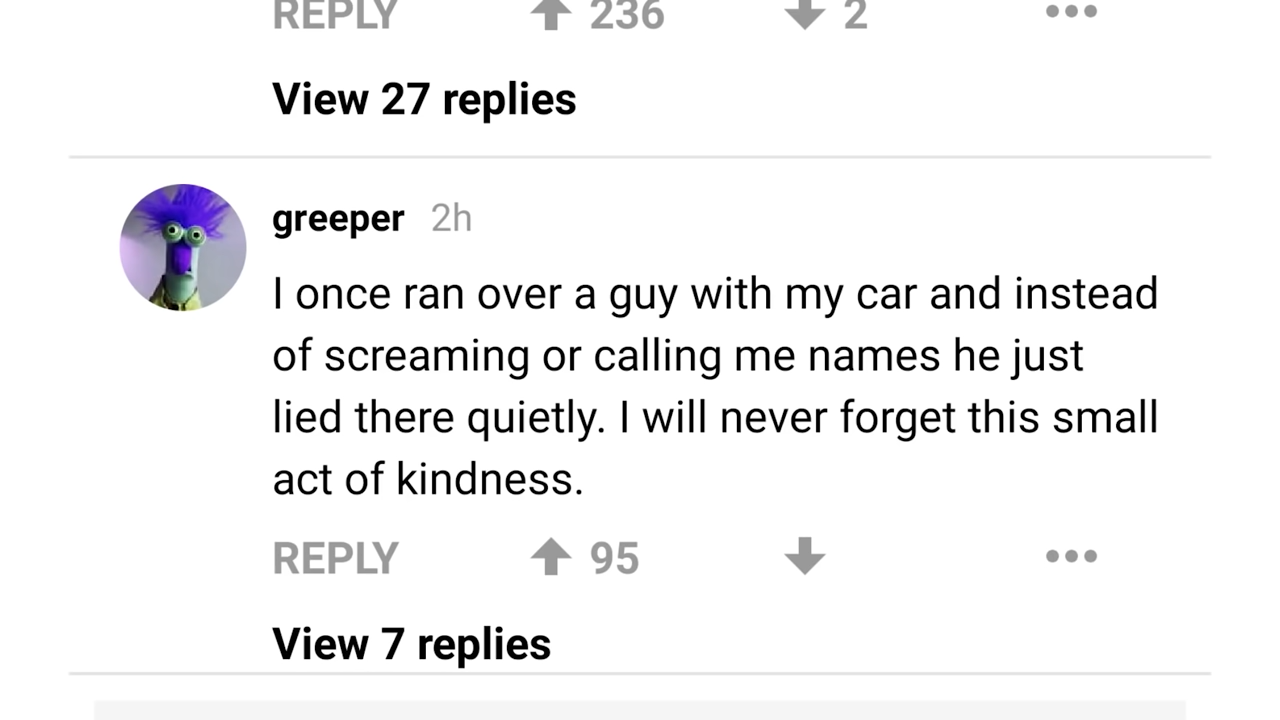 REPLY 236 2
View 27 replies
greeper 2h
I once ran over a guy with my car and instead
of screaming or calling me names he just
lied there quietly. I will never forget this small
act of kindness.
REPLY 95
View 7 replies